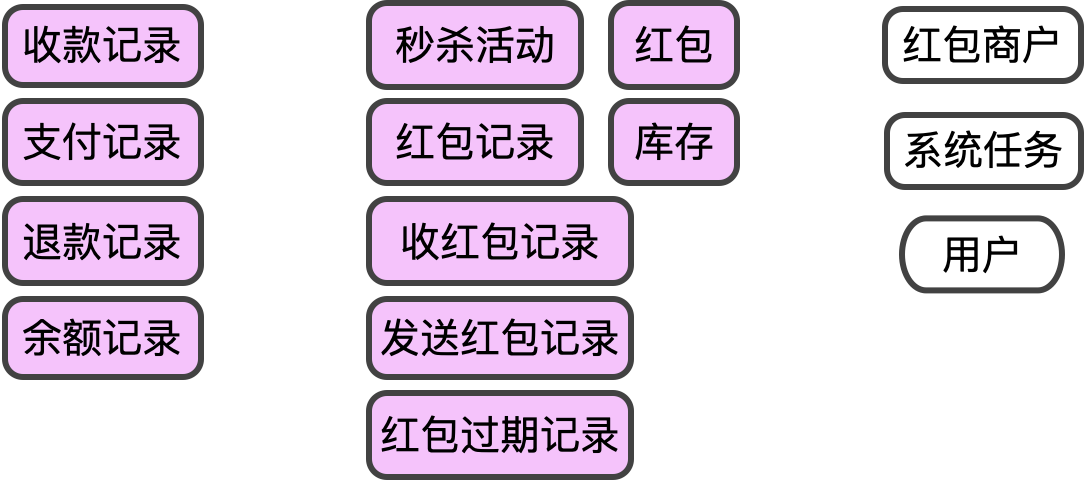 收款记录
支付记录
退款记录
余额记录
秒杀活动
红包
红包记录
库存
收红包记录
发送红包记录
红包过期记录
红包商户
系统任务
用户